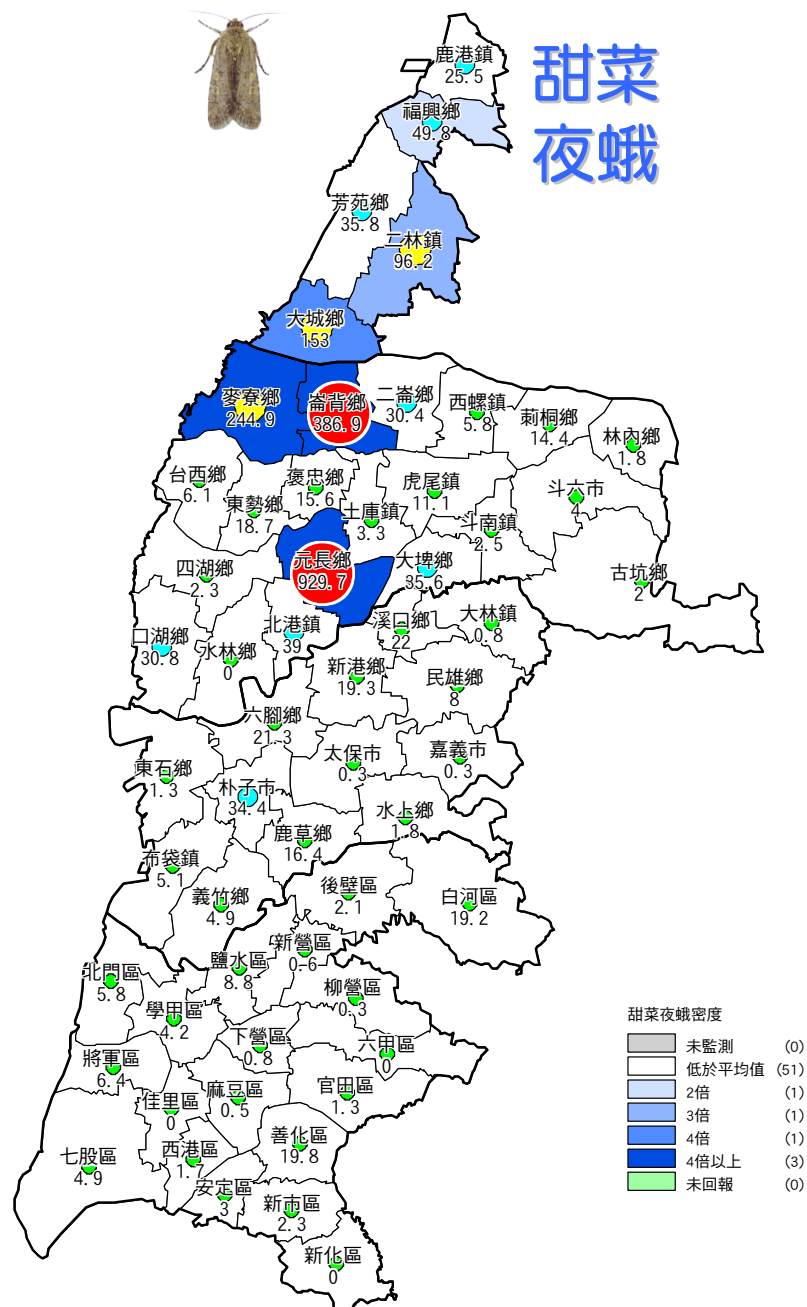 甜菜
夜蛾
鹿港鎮
25.5
福興鄉
49.8
芳苑鄉
35.8
二林鎮
96.2
大城鄉
153
麥寮鄉
244.9
崙背鄉
386.9
二崙鄉
30.4
西螺鎮
5.8
莿桐鄉
14.4
林內鄉
1.8
台西鄉
6.1
東勢鄉
18.7
褒忠鄉
15.6
土庫鎮
3.3
虎尾鎮
11.1
斗南鎮
2.5
斗六市
4
四湖鄉
2.3
元長鄉
929.7
大埤鄉
35.6
古坑鄉
2
口湖鄉
30.8
水林鄉
0
北港鎮
39
溪口鄉
22
大林鎮
0.8
新港鄉
19.3
民雄鄉
8
六腳鄉
21.3
東石鄉
1.3
朴子市
34.4
太保市
0.3
嘉義市
0.3
水上鄉
1.8
鹿草鄉
16.4
布袋鎮
5.1
義竹鄉
4.9
後壁區
2.1
白河區
19.2
新營區
0.6
鹽水區
8.8
北門區
5.8
學甲區
4.2
柳營區
0.3
下營區
0.8
六甲區
0
將軍區
6.4
佳里區
0
麻豆區
0.5
官田區
1.3
七股區
4.9
西港區
1.7
善化區
19.8
安定區
3
新市區
2.3
新化區
0
甜菜夜蛾密度
未監測 (0)
低於平均值 (51)
2倍 (1)
3倍 (1)
4倍 (1)
4倍以上 (3)
未回報 (0)